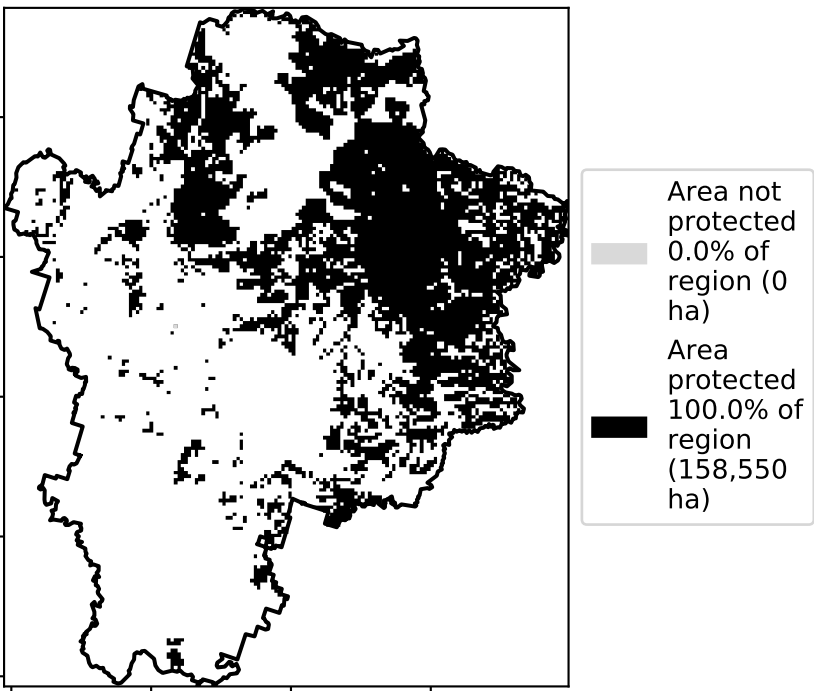 Area not
protected
0.0% of
region (0
ha)
Area
protected
100.0% of
region
(158,550
ha)